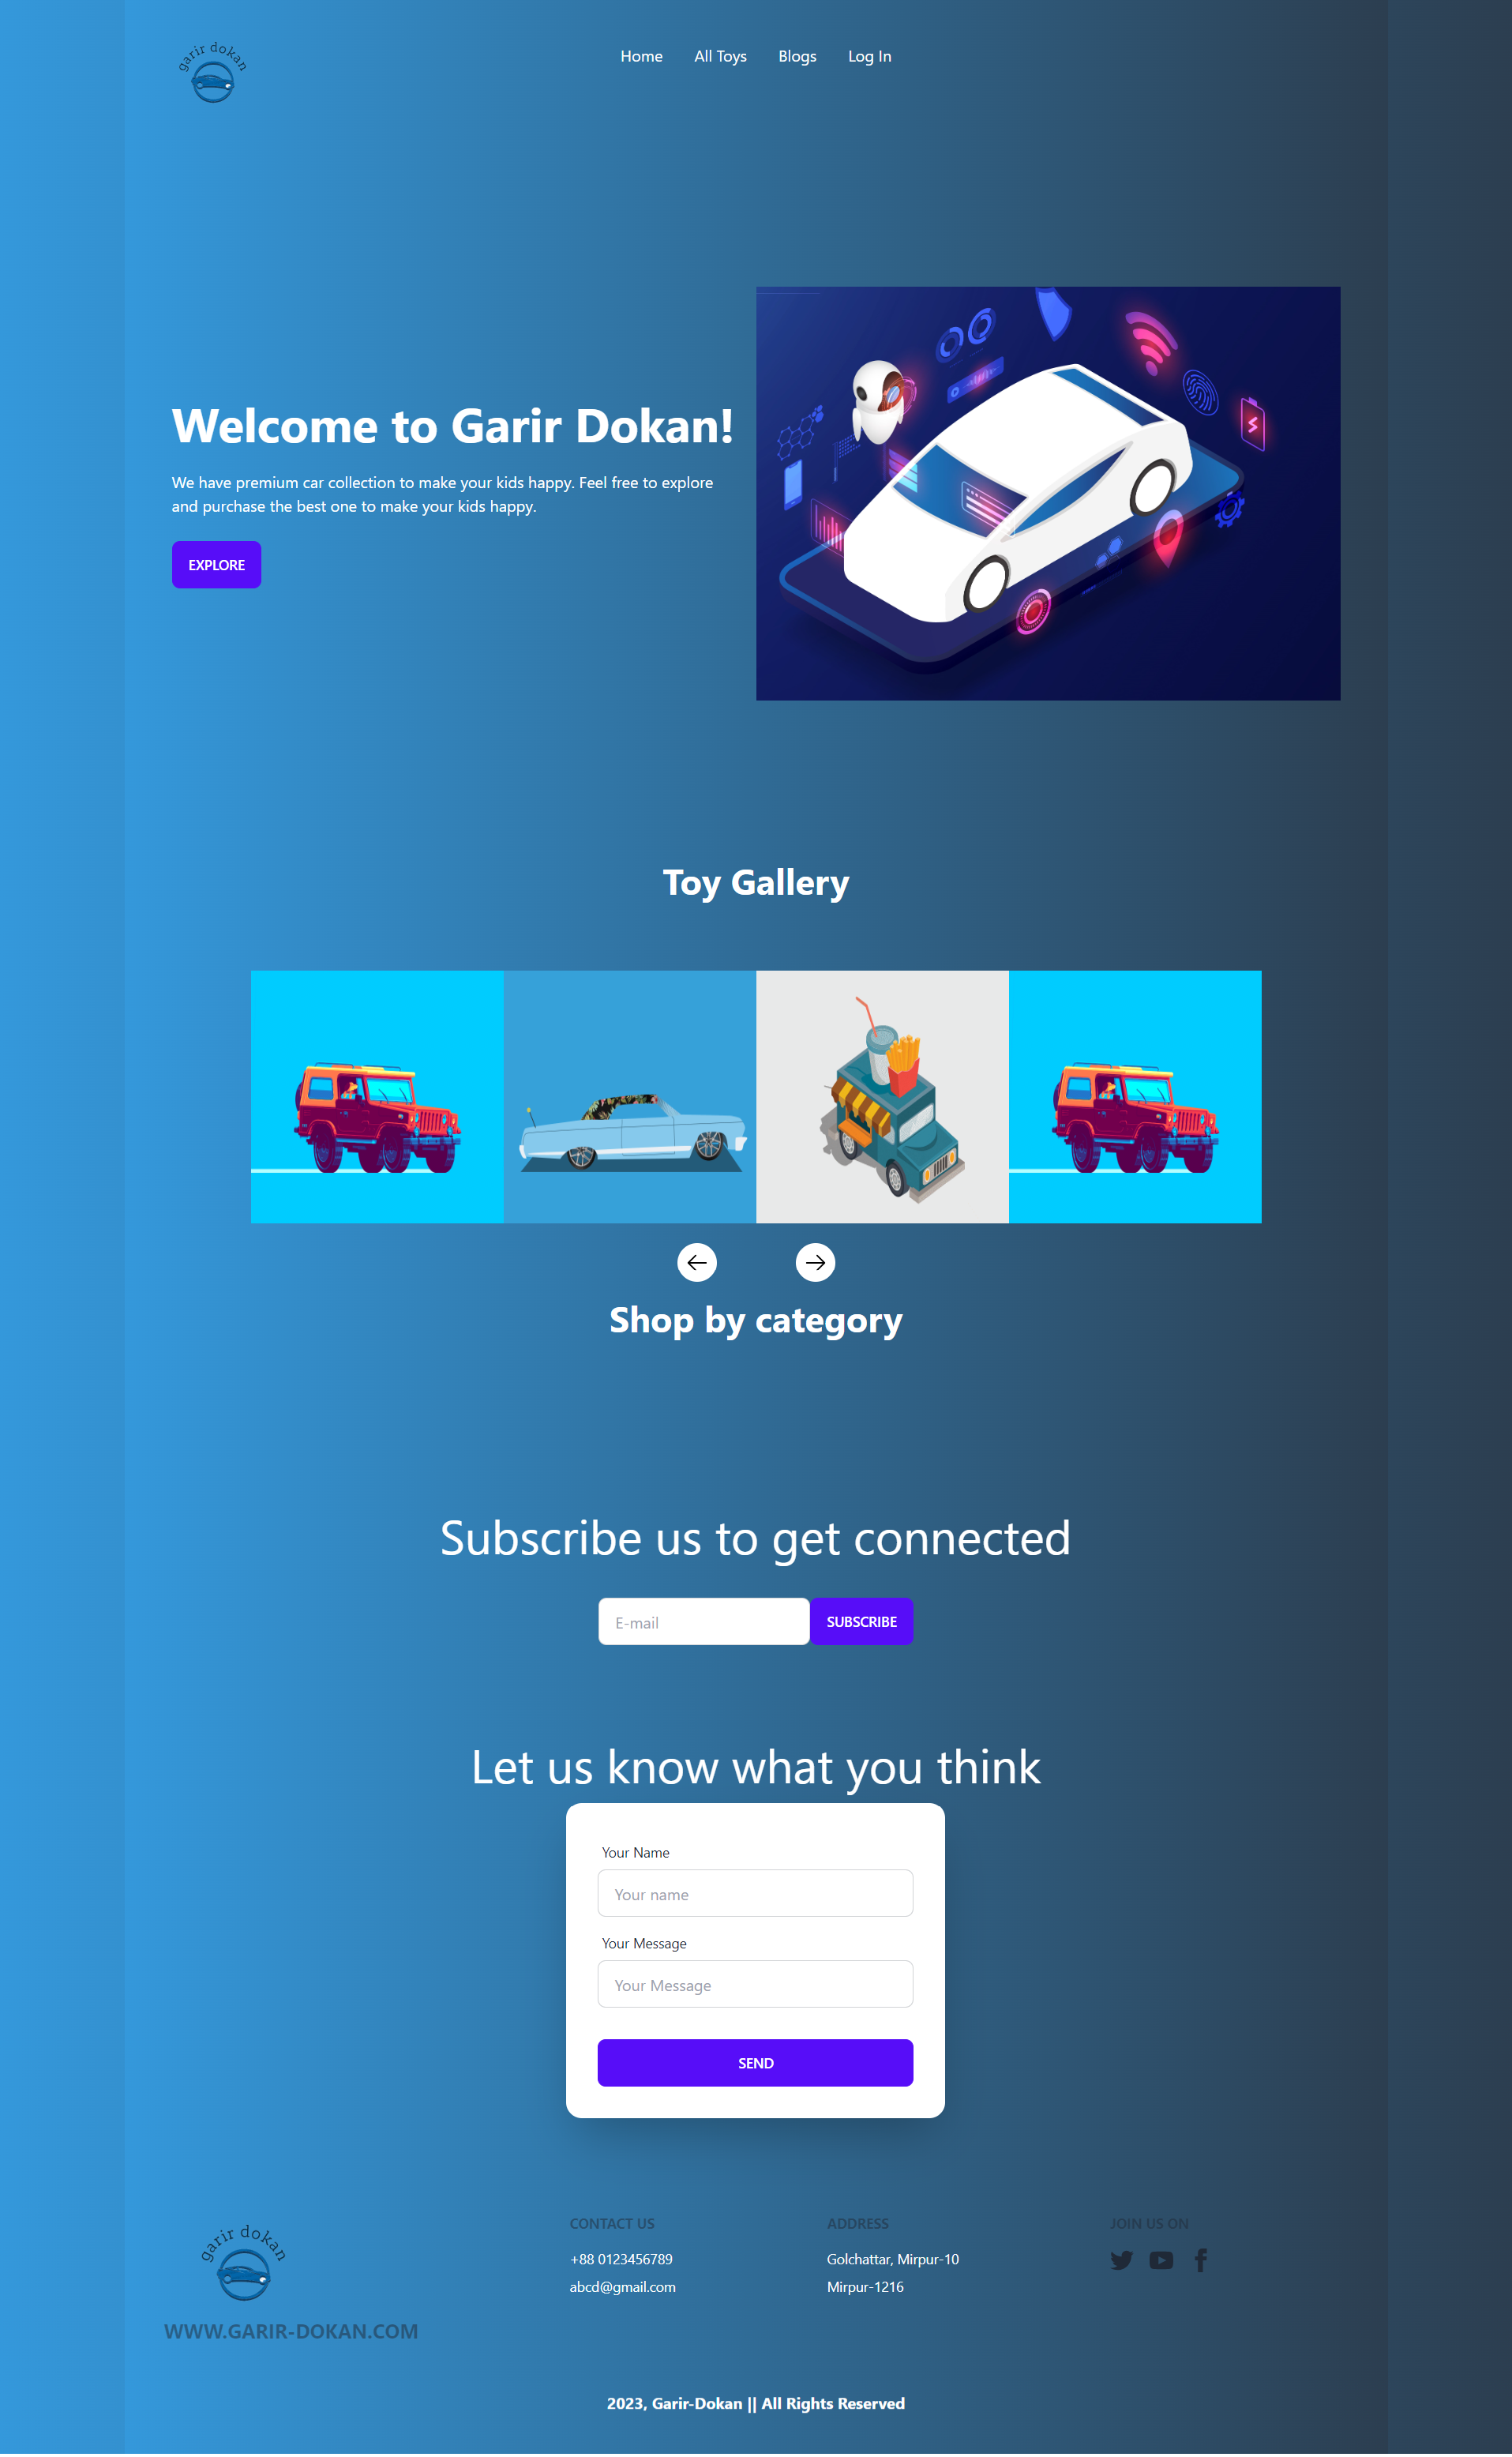 garir dokan
Home
All Toys
Blogs
Log In
Welcome to Garir Dokan!
We have premium car collection to make your kids happy. Feel free to explore
and purchase the best one to make your kids happy.
EXPLORE
Toy Gallery
Shop by category
Subscribe us to get connected
E-mail
SUBSCRIBE
Let us know what you think
Your Name
Your name
Your Message
Your Message
SEND
garir dokan
WWW.GARIR-DOKAN.COM
CONTACT US
+88 0123456789
abcd@gmail.com
ADDRESS
Golchattar, Mirpur-10
Mirpur-1216
JOIN US ON
2023, Garir-Dokan || All Rights Reserved